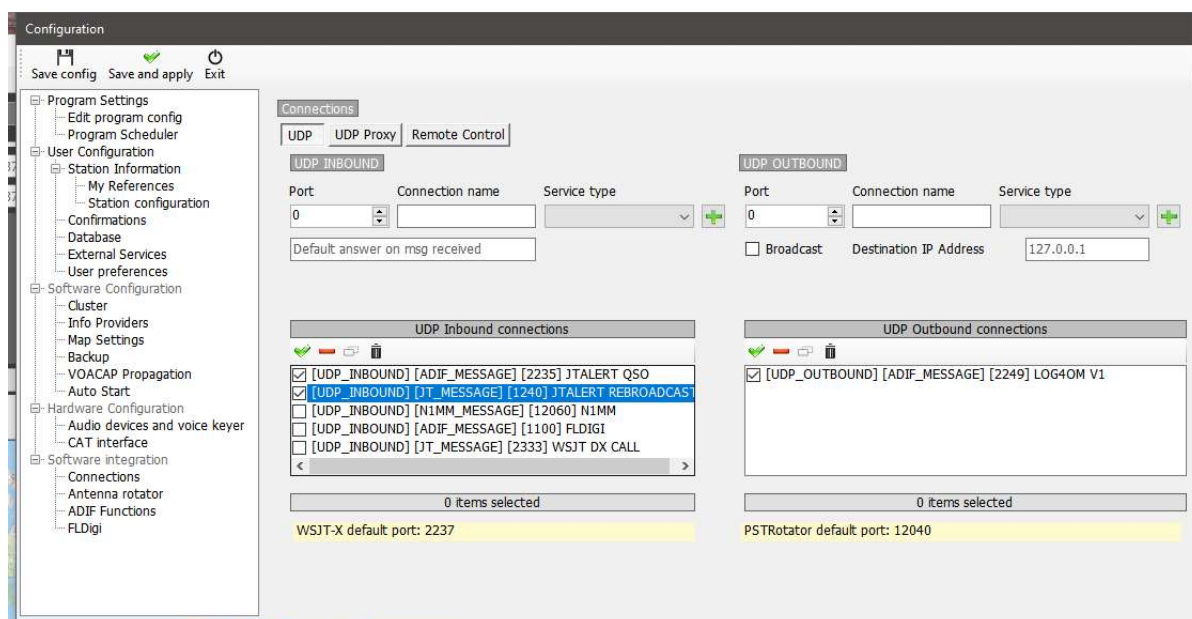 Configuration
Save config Save and apply Exit
Program Settings
Edit program config
Program Scheduler
User Configuration
Station Information
My References
Station configuration
Confirmations
Database
External Services
User preferences
Software Configuration
Cluster
Info Providers
Map Settings
Backup
VOACAP Propagation
Auto Start
Hardware Configuration
Audio devices and voice keyer
CAT interface
Software integration
Connections
Antenna rotator
ADIF Functions
FLDigi
Connections
UDP UDP Proxy Remote Control
UDP INBOUND
Port Connection name Service type
0
Default answer on msg received
UDP Inbound connections
[UDP_INBOUND] [ADIF_MESSAGE] [2235] JTALERT QSO
[UDP_INBOUND] [JT_MESSAGE] [1240] JTALERT REBROADCAST
[UDP_INBOUND] [N1MM_MESSAGE] [12060] N1MM
[UDP_INBOUND] [ADIF_MESSAGE] [1100] FLDIGI
[UDP_INBOUND] [JT_MESSAGE] [2333] WSJT DX CALL
0 items selected
WSJT-X default port: 2237
UDP OUTBOUND
Port Connection name Service type
0
Broadcast Destination IP Address 127.0.0.1
UDP Outbound connections
[UDP_OUTBOUND] [ADIF_MESSAGE] [2249] LOG4OM V1
0 items selected
PSTRotator default port: 12040